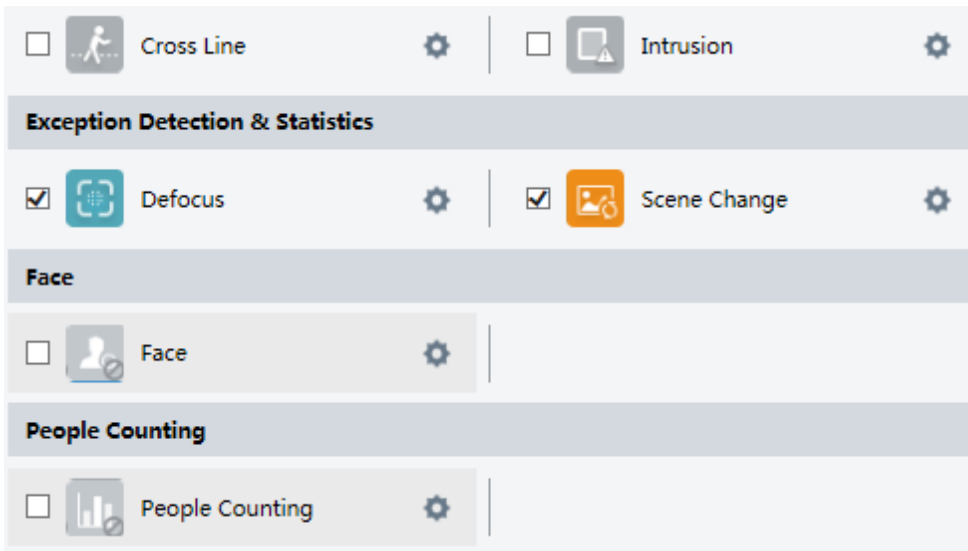 Cross Line
Intrusion
Exception Detection & Statistics
Defocus
Scene Change
Face
Face
People Counting
People Counting